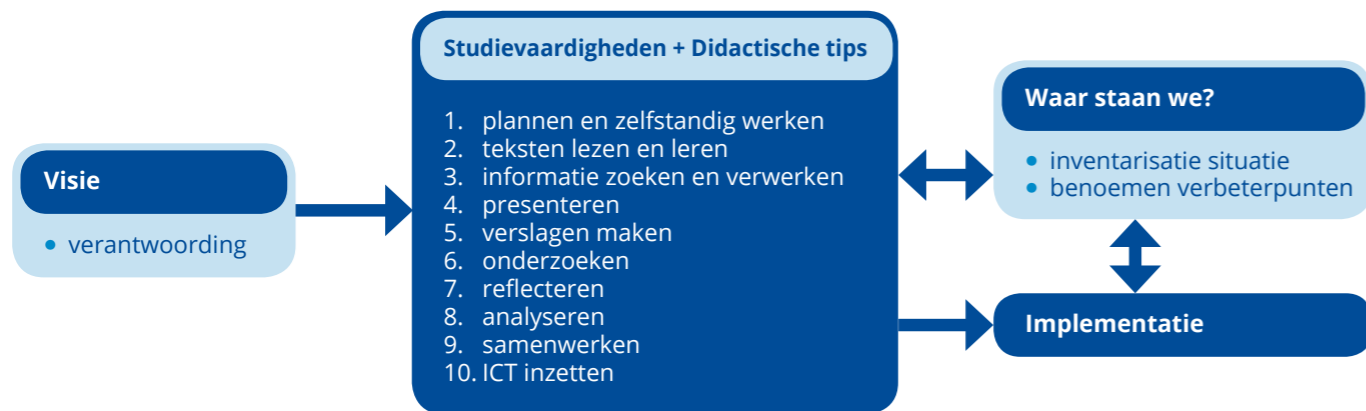 Visie
• verantwoording
Studievaardigheden + Didactische tips
1. plannen en zelfstandig werken
2. teksten lezen en leren
3. informatie zoeken en verwerken
4. presenteren
5. verslagen maken
6. onderzoeken
7. reflecteren
8. analyseren
9. samenwerken
10. ICT inzetten
Waar staan we?
• inventarisatie situatie
• benoemen verbeterpunten
Implementatie